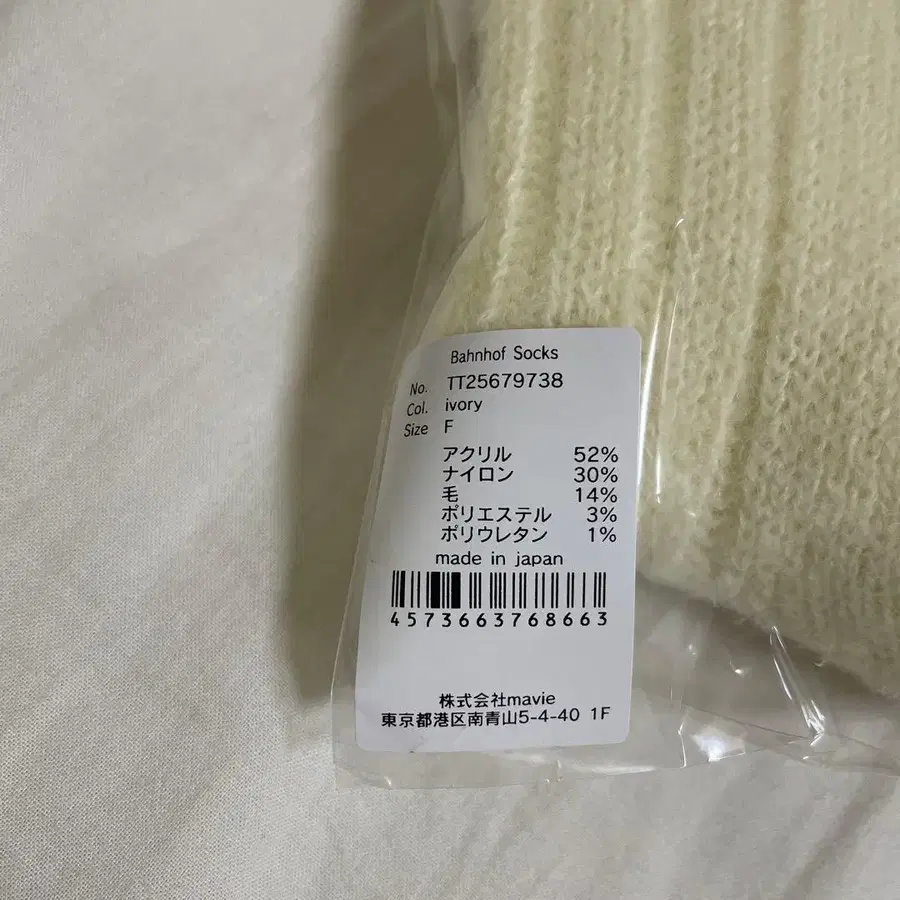 Bahnhof Socks
No. TT25679738
Col. ivory
Size F
アクリル 52%
ナイロン 30%
毛 14%
ポリエステル 3%
ポリウレタン 1%
made in japan
4573663768663
株式会社mavie
東京都港区南青山5-4-40 1F